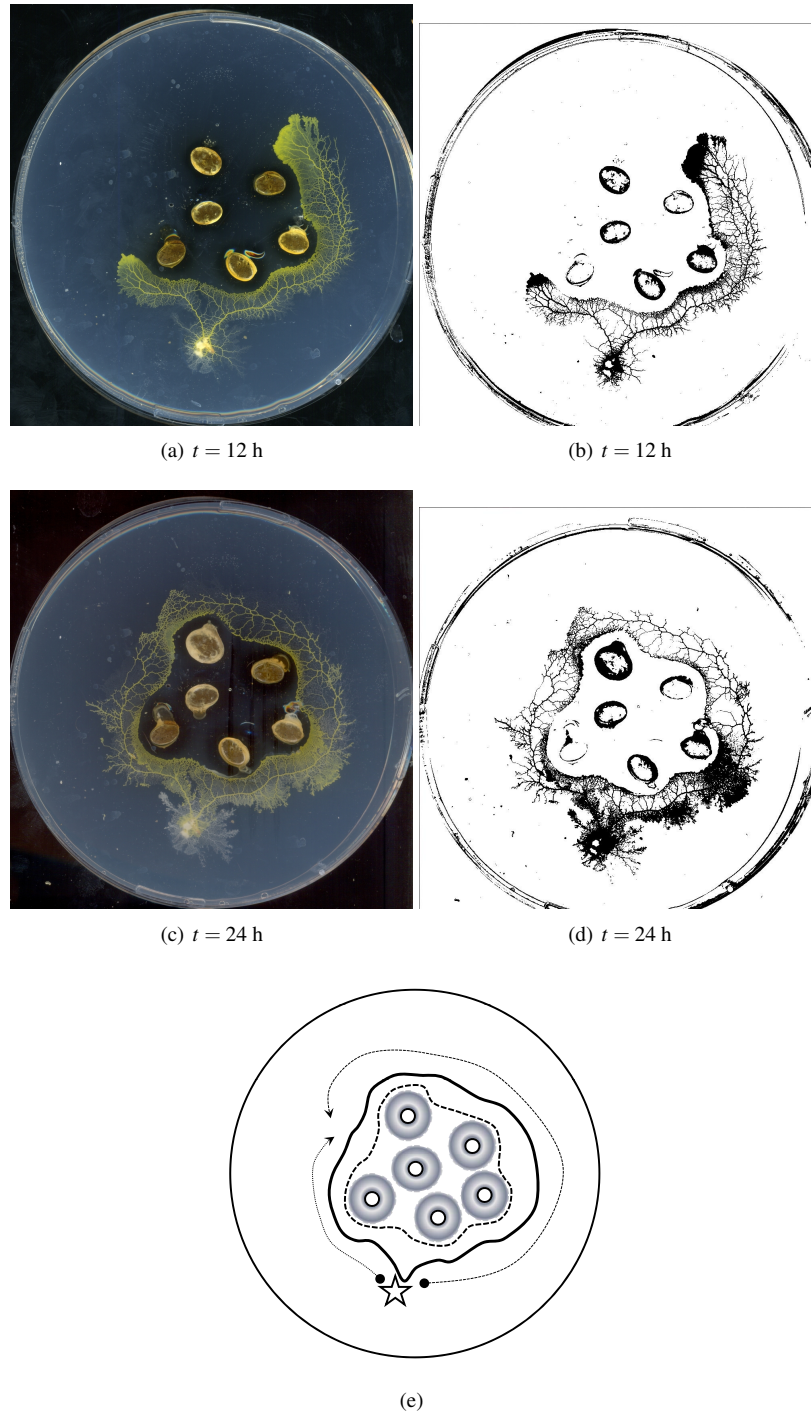 (a) t = 12 h
(b) t = 12 h
(c) t = 24 h
(d) t = 24 h
(e)